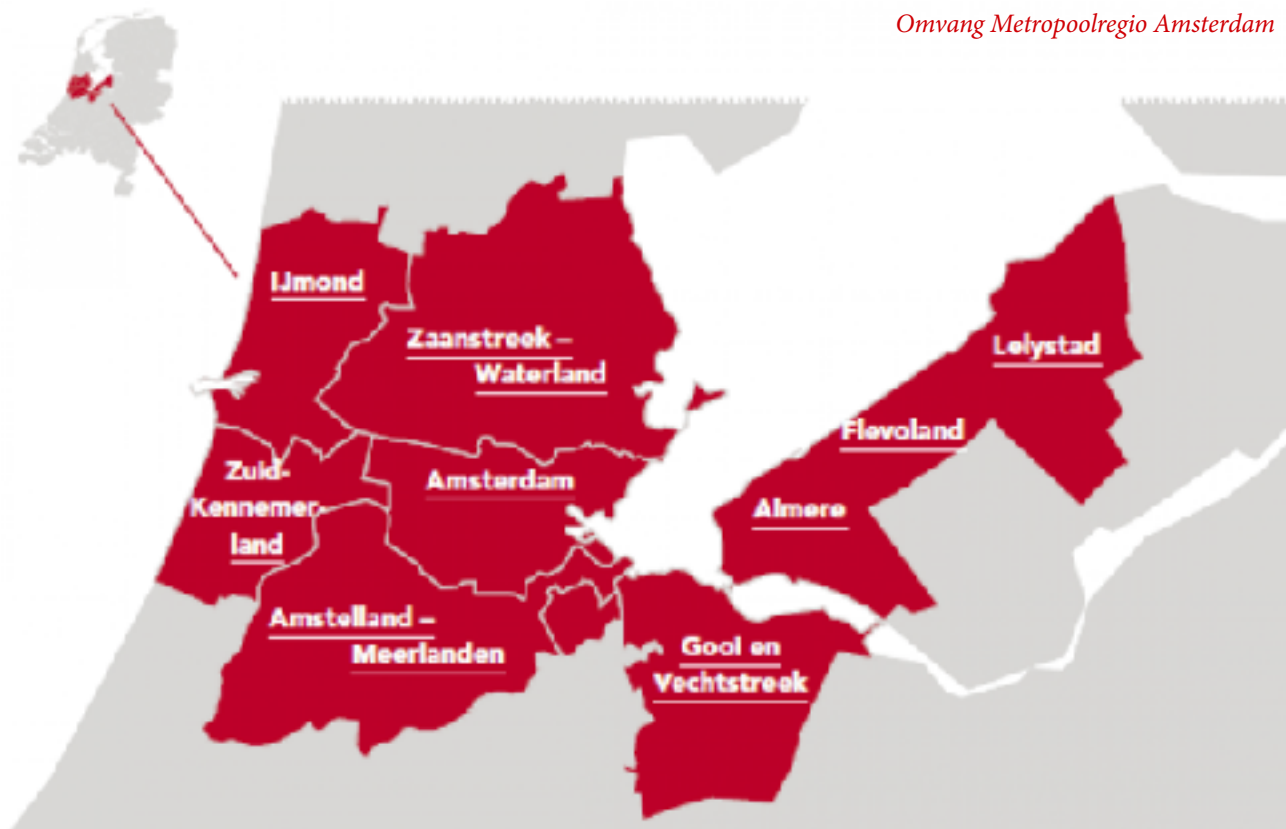 Omvang Metropoolregio Amsterdam
IJmond
Zaanstreek –
Waterland
Lelystad
Flevoland
Zuid-
Kennemer-
land
Amsterdam
Almere
Amstelland –
Meerlanden
Gooi en
Vechtstreek